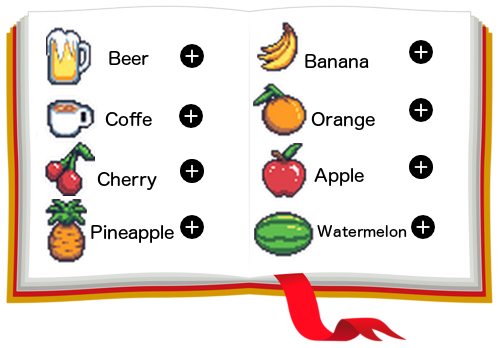 Beer
Coffe
Cherry
Pineapple
Banana
Orange
Apple
Watermelon